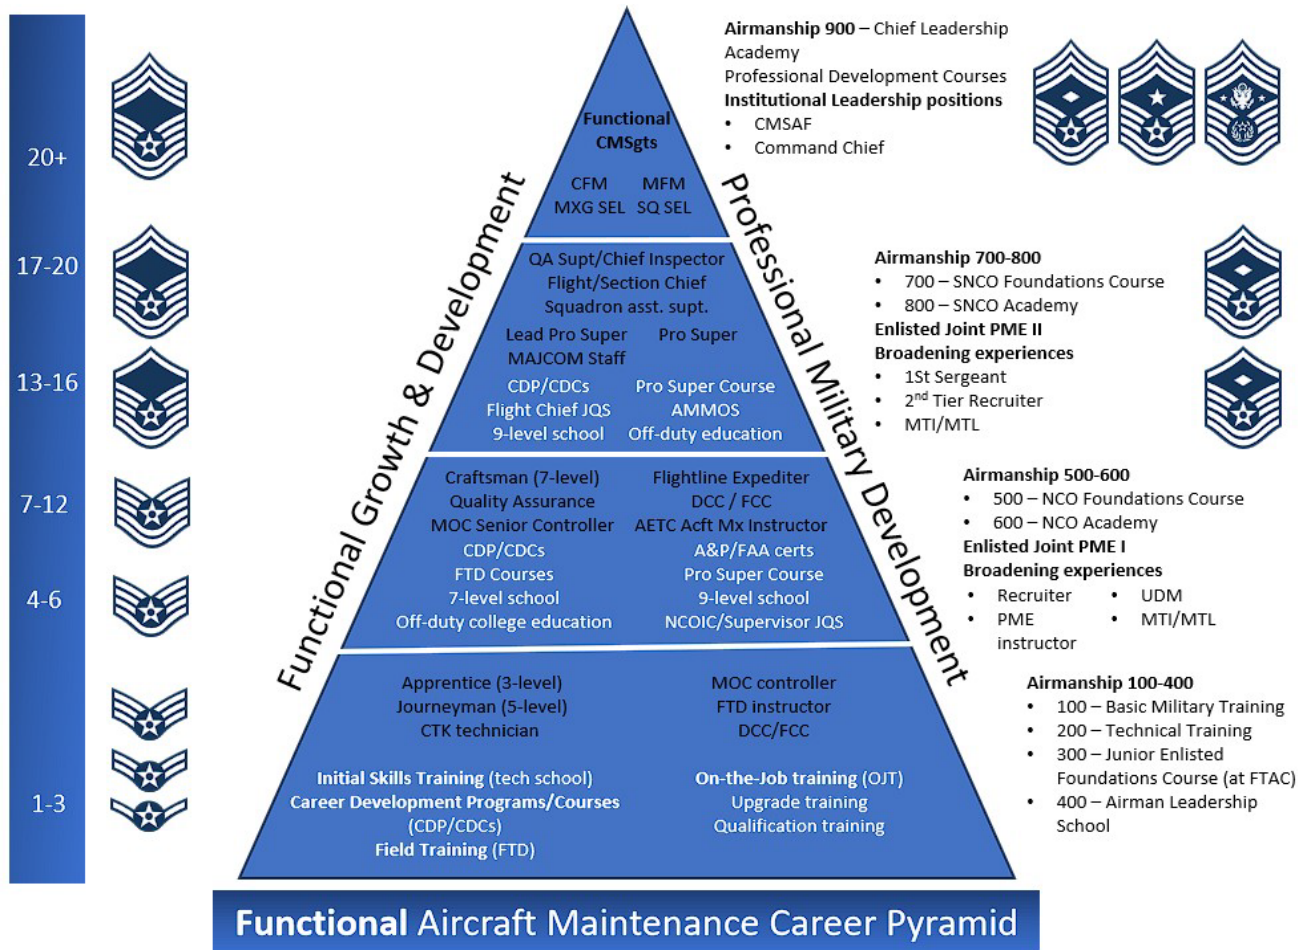 20+
17-20
13-16
7-12
4-6
1-3
Functional Growth & Development
Functional
CMSgts
CFM MFM
MXG SEL SQ SEL
QA Supt/Chief Inspector
Flight/Section Chief
Squadron asst. supt.
Lead Pro Super Pro Super
MAJCOM Staff
CDP/CDCs Pro Super Course
Flight Chief JQS AMMOS
9-level school Off-duty education
Craftsman (7-level) Flightline Expediter
Quality Assurance DCC / FCC
MOC Senior Controller AETC Acft Mx Instructor
CDP/CDCs A&P/FAA certs
FTD Courses Pro Super Course
7-level school 9-level school
Off-duty college education NCOIC/Supervisor JQS
Apprentice (3-level) MOC controller
Journeyman (5-level) FTD instructor
CTK technician DCC/FCC
Initial Skills Training (tech school) On-the-Job training (OJT)
Career Development Programs/Courses Upgrade training
(CDP/CDCs) Qualification training
Field Training (FTD)
Professional Military Development
Airmanship 900 – Chief Leadership
Academy
Professional Development Courses
Institutional Leadership positions
• CMSAF
• Command Chief
Airmanship 700-800
• 700 – SNCO Foundations Course
• 800 – SNCO Academy
Enlisted Joint PME II
Broadening experiences
• 1St Sergeant
• 2nd Tier Recruiter
• MTI/MTL
Airmanship 500-600
• 500 – NCO Foundations Course
• 600 – NCO Academy
Enlisted Joint PME I
Broadening experiences
• Recruiter • UDM
• PME • MTI/MTL
instructor
Airmanship 100-400
• 100 – Basic Military Training
• 200 – Technical Training
• 300 – Junior Enlisted
Foundations Course (at FTAC)
• 400 – Airman Leadership
School
Functional Aircraft Maintenance Career Pyramid